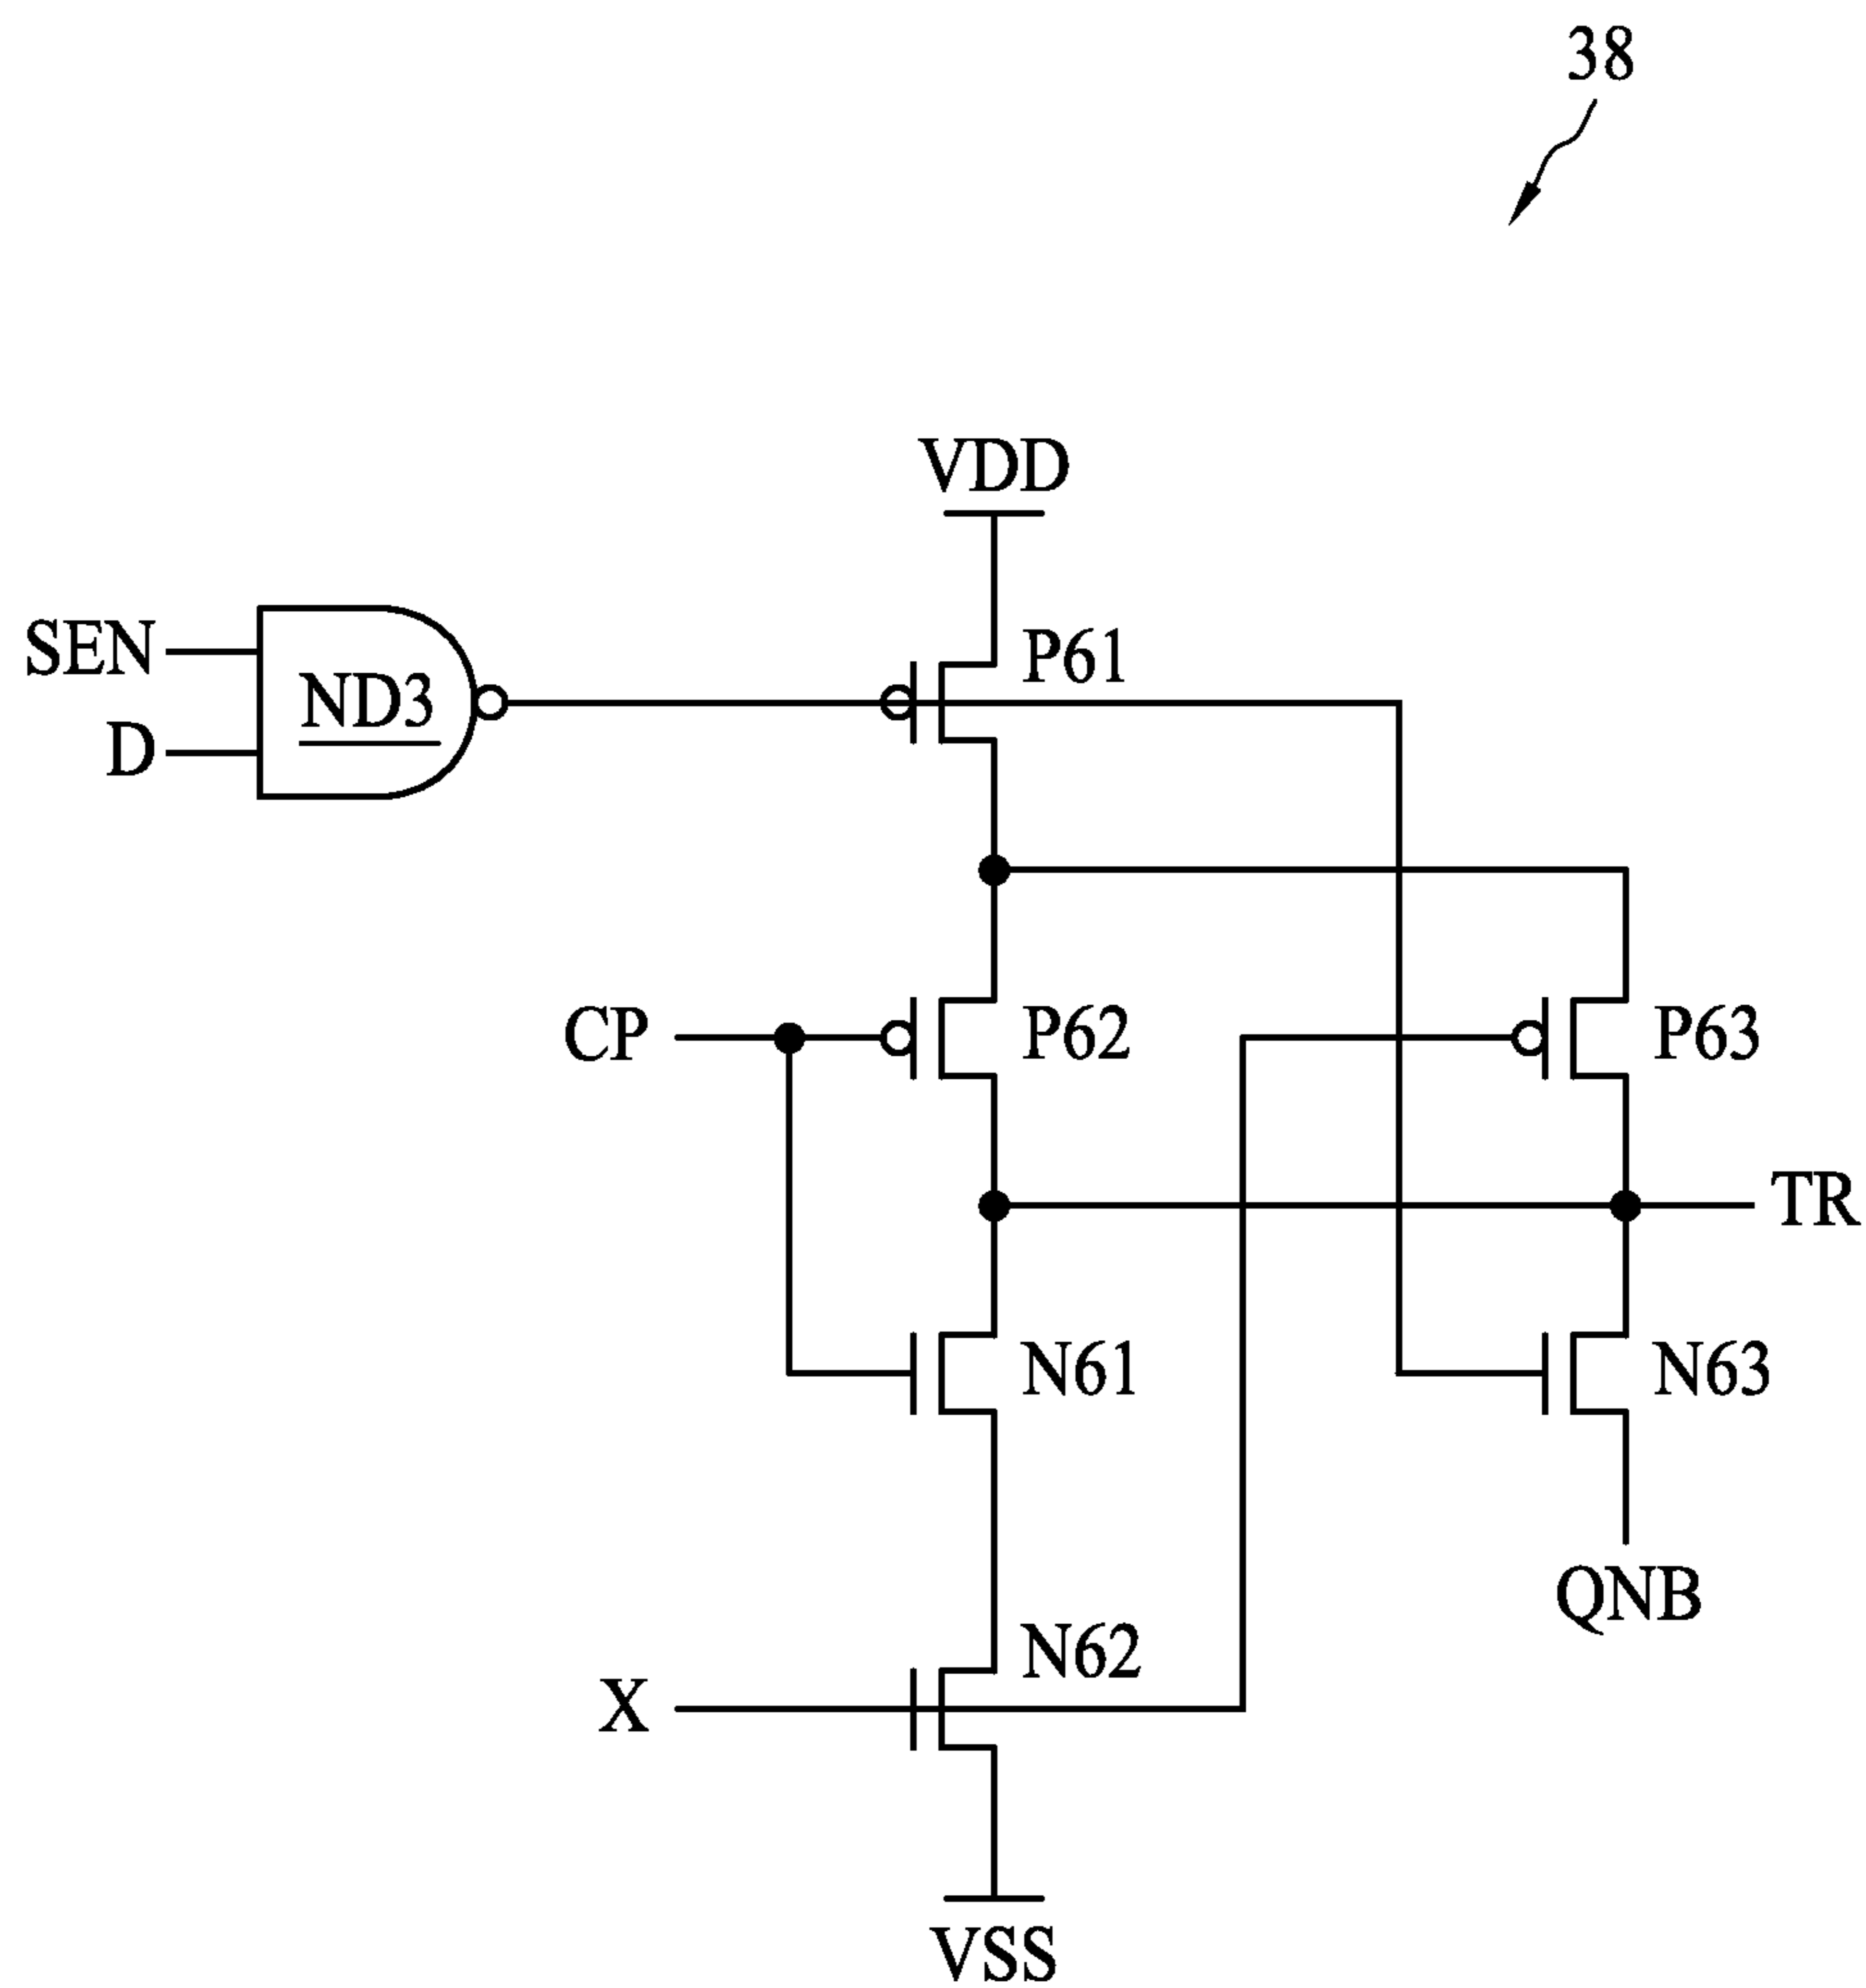 38
VDD
SEN
P61
ND3
D
CP
P62
P63
TR
N61
N63
QNB
N62
X
VSS